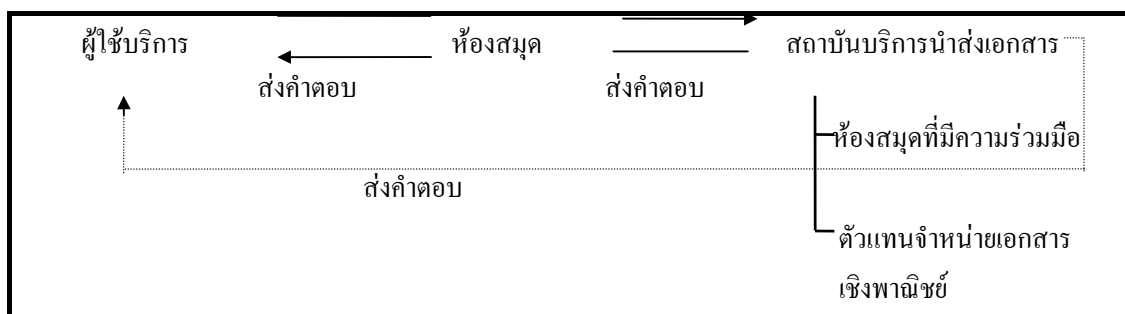 ผู้ใช้บริการ ห้องสมุด สถาบันบริการนำส่งเอกสาร
ส่งคำตอบ ส่งคำตอบ
ห้องสมุดที่มีความร่วมมือ
ส่งคำตอบ
ตัวแทนจำหน่ายเอกสาร
เชิงพาณิชย์